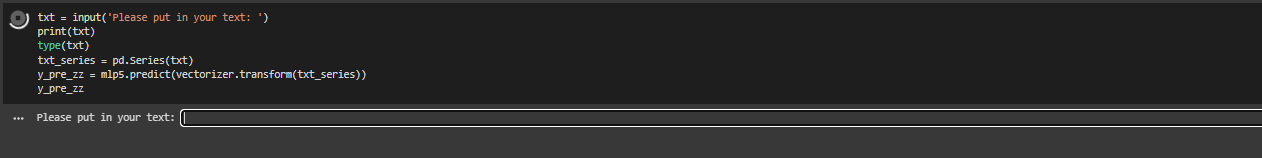 txt = input('Please put in your text: ')
print(txt)
type(txt)
txt_series = pd.Series(txt)
y_pre_zz = mlp5.predict(vectorizer.transform(txt_series))
y_pre_zz
... Please put in your text: